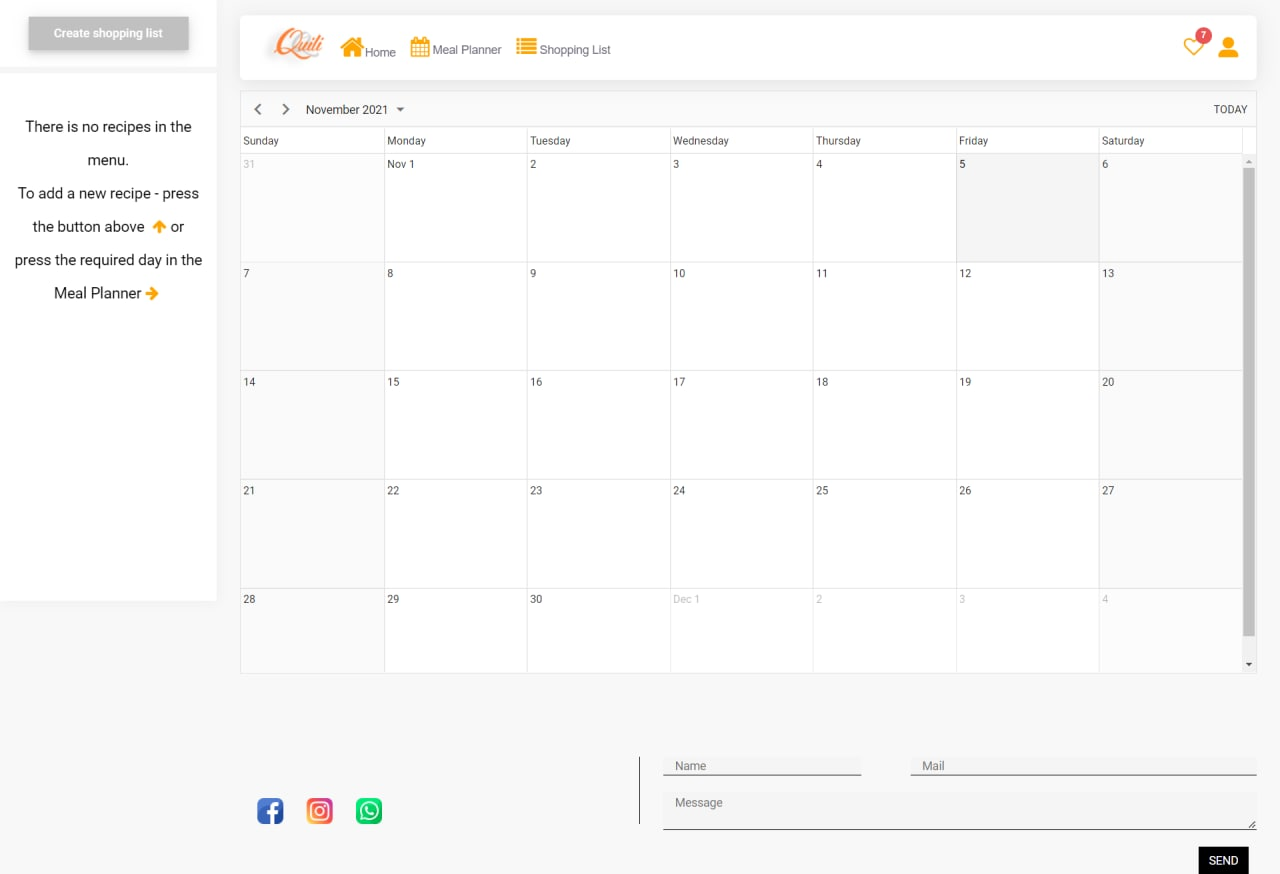 Create shopping list
There is no recipes in the
menu.
To add a new recipe - press
the button above or
press the required day in the
Meal Planner
Quili
Home
Meal Planner
Shopping List
7
November 2021
TODAY
Sunday Monday Tuesday Wednesday Thursday Friday Saturday
31 Nov 1 2 3 4 5 6
7 8 9 10 11 12 13
14 15 16 17 18 19 20
21 22 23 24 25 26 27
28 29 30 Dec 1 2 3 4
Name
Mail
Message
SEND